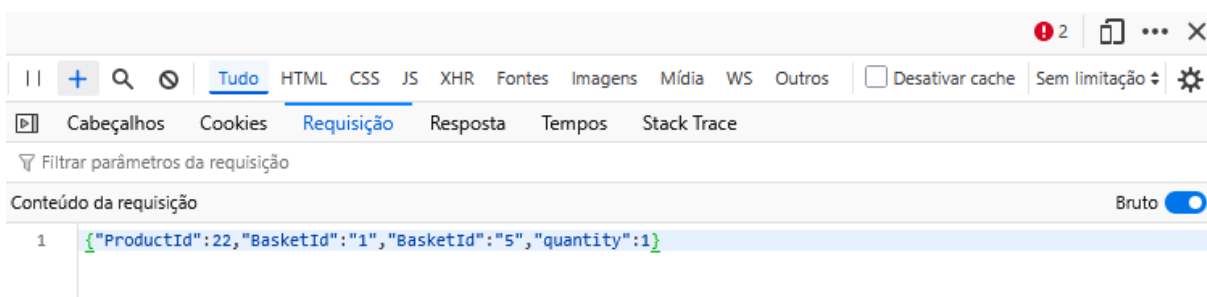 2
Tudo HTML CSS JS XHR Fontes Imagens Mídia WS Outros Desativar cache Sem limitação
Cabeçalhos Cookies Requisição Resposta Tempos Stack Trace
Filtrar parâmetros da requisição
Conteúdo da requisição Bruto
1 {"ProductId":22,"BasketId":"1","BasketId":"5","quantity":1}